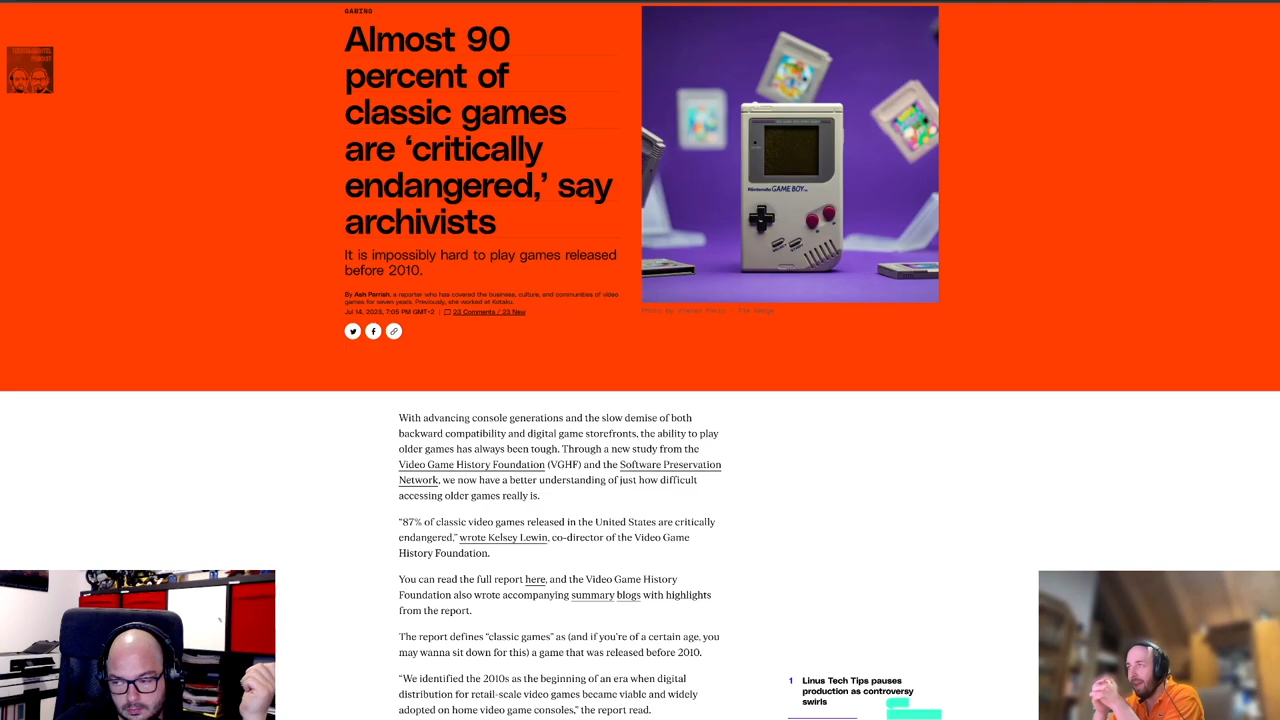 GAMING
Almost 90
percent of
classic games
are ‘critically
endangered,’ say
archivists
It is impossibly hard to play games released
before 2010.
By Ash Parrish, a reporter who has covered the business, culture, and communities of video
games for seven years. Previously, she worked at Kotaku.
Jul 14, 2023, 7:05 PM GMT+2 | 23 Comments / 23 New
Nintendo GAME BOY
With advancing console generations and the slow demise of both
backward compatibility and digital game storefronts, the ability to play
older games has always been tough. Through a new study from the
Video Game History Foundation (VGHF) and the Software Preservation
Network, we now have a better understanding of just how difficult
accessing older games really is.
“87% of classic video games released in the United States are critically
endangered,” wrote Kelsey Lewin, co-director of the Video Game
History Foundation.
You can read the full report here, and the Video Game History
Foundation also wrote accompanying summary blogs with highlights
from the report.
The report defines “classic games” as (and if you’re of a certain age, you
may wanna sit down for this) a game that was released before 2010.
“We identified the 2010s as the beginning of an era when digital
distribution for retail-scale video games became viable and widely
adopted on home video game consoles,” the report read.
1 Linus Tech Tips pauses
production as controversy
swirls